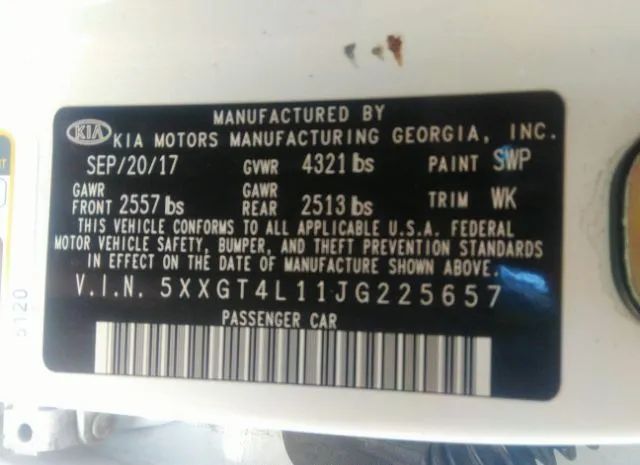 MANUFACTURED BY
KIA KIA MOTORS MANUFACTURING GEORGIA, INC.
SEP/20/17 GVWR 4321 lbs PAINT SWP
GAWR FRONT 2557 lbs GAWR REAR 2513 lbs TRIM WK
THIS VEHICLE CONFORMS TO ALL APPLICABLE U.S.A. FEDERAL
MOTOR VEHICLE SAFETY, BUMPER, AND THEFT PREVENTION STANDARDS
IN EFFECT ON THE DATE OF MANUFACTURE SHOWN ABOVE.
V.I.N. 5XXGT4L11JG225657
PASSENGER CAR